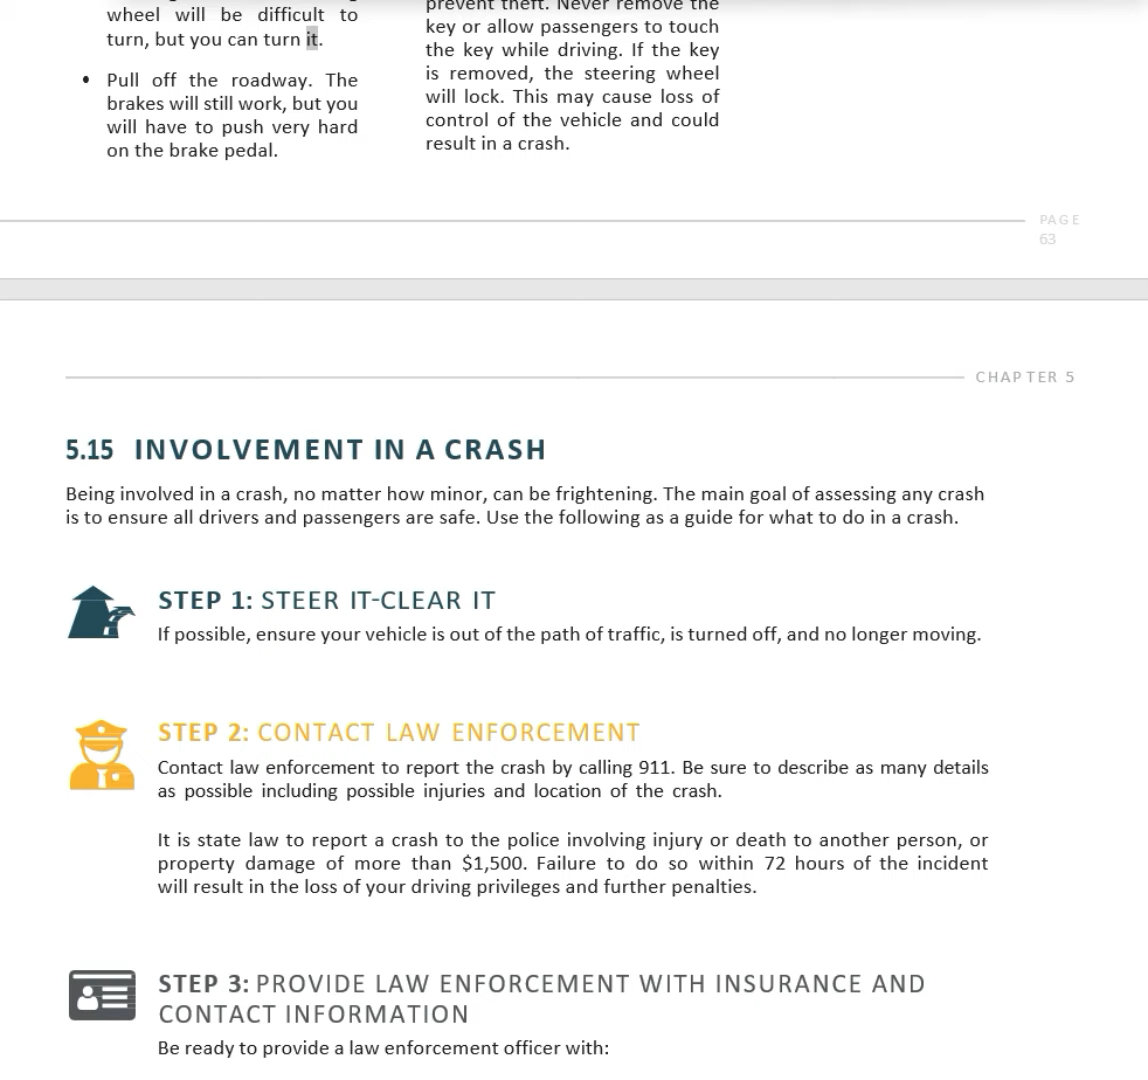 wheel will be difficult to
turn, but you can turn it.
• Pull off the roadway. The
brakes will still work, but you
will have to push very hard
on the brake pedal.
prevent theft. Never remove the
key or allow passengers to touch
the key while driving. If the key
is removed, the steering wheel
will lock. This may cause loss of
control of the vehicle and could
result in a crash.
PAGE
63
CHAPTER 5
5.15 INVOLVEMENT IN A CRASH
Being involved in a crash, no matter how minor, can be frightening. The main goal of assessing any crash
is to ensure all drivers and passengers are safe. Use the following as a guide for what to do in a crash.
STEP 1: STEER IT-CLEAR IT
If possible, ensure your vehicle is out of the path of traffic, is turned off, and no longer moving.
STEP 2: CONTACT LAW ENFORCEMENT
Contact law enforcement to report the crash by calling 911. Be sure to describe as many details
as possible including possible injuries and location of the crash.
It is state law to report a crash to the police involving injury or death to another person, or
property damage of more than $1,500. Failure to do so within 72 hours of the incident
will result in the loss of your driving privileges and further penalties.
STEP 3: PROVIDE LAW ENFORCEMENT WITH INSURANCE AND
CONTACT INFORMATION
Be ready to provide a law enforcement officer with: